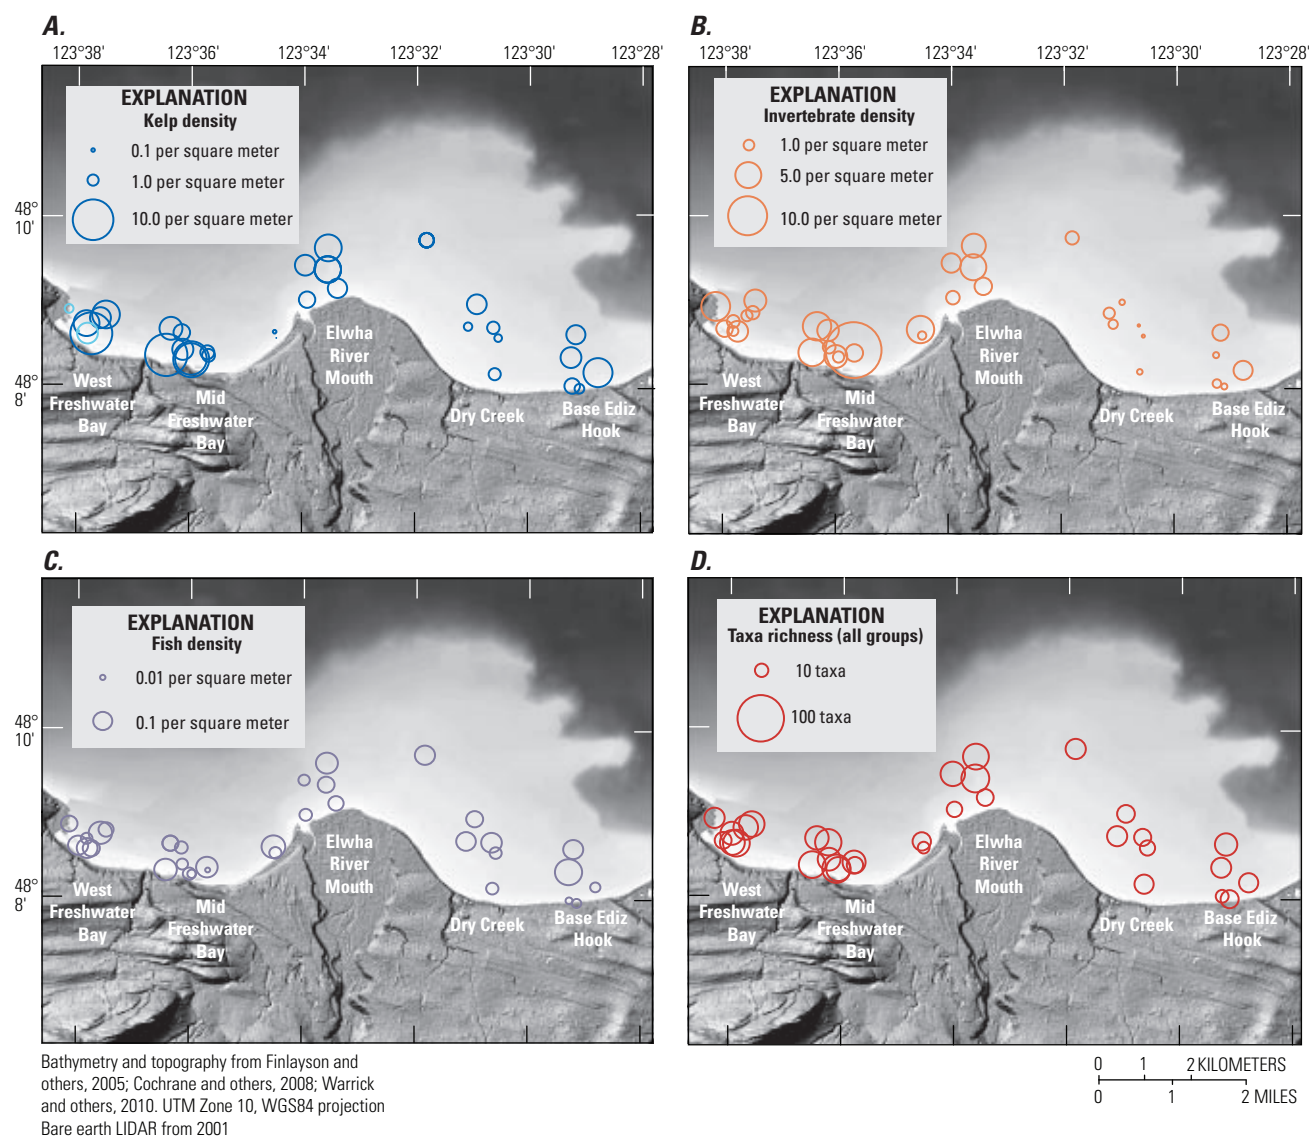 A.
123°38' 123°36' 123°34' 123°32' 123°30' 123°28'
EXPLANATION
Kelp density
0.1 per square meter
1.0 per square meter
10.0 per square meter
48°
10'
48°
8'
West
Freshwater
Bay
Mid
Freshwater
Bay
Elwha
River
Mouth
Dry Creek
Base Ediz
Hook
B.
123°38' 123°36' 123°34' 123°32' 123°30' 123°28'
EXPLANATION
Invertebrate density
1.0 per square meter
5.0 per square meter
10.0 per square meter
West
Freshwater
Bay
Mid
Freshwater
Bay
Elwha
River
Mouth
Dry Creek
Base Ediz
Hook
C.
EXPLANATION
Fish density
0.01 per square meter
0.1 per square meter
48°
10'
48°
8'
West
Freshwater
Bay
Mid
Freshwater
Bay
Elwha
River
Mouth
Dry Creek
Base Ediz
Hook
D.
EXPLANATION
Taxa richness (all groups)
10 taxa
100 taxa
West
Freshwater
Bay
Mid
Freshwater
Bay
Elwha
River
Mouth
Dry Creek
Base Ediz
Hook
Bathymetry and topography from Finlayson and
others, 2005; Cochrane and others, 2008; Warrick
and others, 2010. UTM Zone 10, WGS84 projection
Bare earth LIDAR from 2001
0 1 2 KILOMETERS
0 1 2 MILES